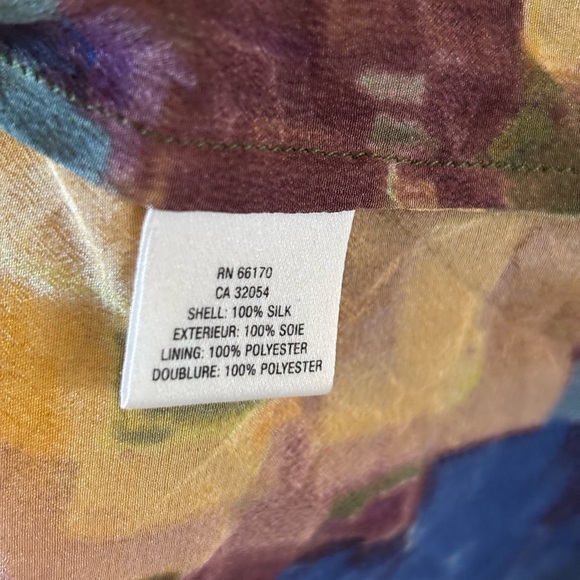 RN 66170
CA 32054
SHELL: 100% SILK
EXTERIEUR: 100% SOIE
LINING: 100% POLYESTER
DOUBLURE: 100% POLYESTER